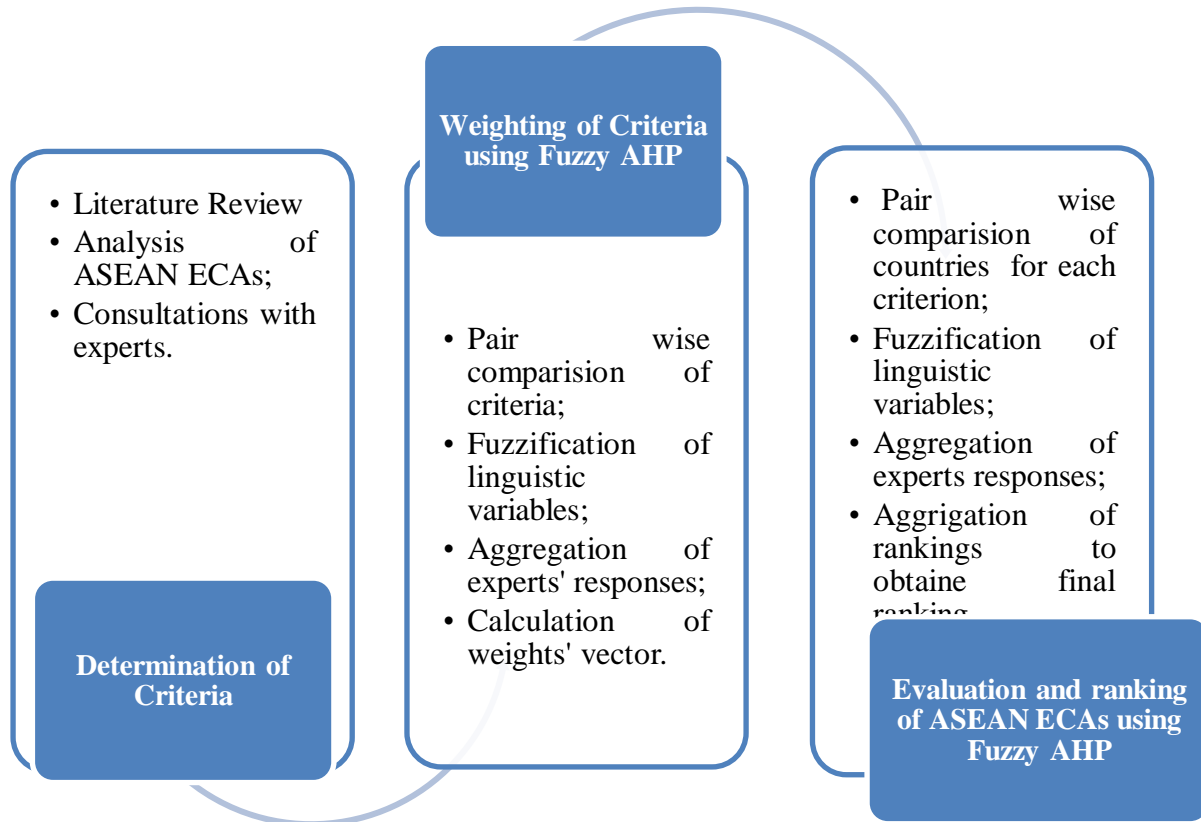 • Literature Review
• Analysis of
ASEAN ECAs;
• Consultations with
experts.
Determination of
Criteria
Weighting of Criteria
using Fuzzy AHP
• Pair wise
comparision of
criteria;
• Fuzzification of
linguistic
variables;
• Aggregation of
experts' responses;
• Calculation of
weights' vector.
• Pair wise
comparision of
countries for each
criterion;
• Fuzzification of
linguistic
variables;
• Aggregation of
experts responses;
• Aggrigation of
rankings to
obtaine final
ranking
Evaluation and ranking
of ASEAN ECAs using
Fuzzy AHP